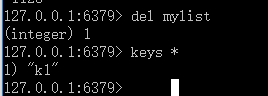 127.0.0.1:6379> del mylist
(integer) 1
127.0.0.1:6379> keys *
1) "k1"
127.0.0.1:6379>